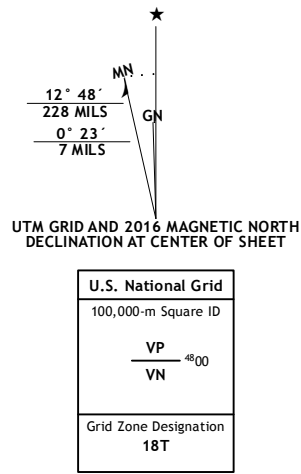 ★
MN
12° 48´
228 MILS
GN
0° 23´
7 MILS
UTM GRID AND 2016 MAGNETIC NORTH
DECLINATION AT CENTER OF SHEET
U.S. National Grid
100,000-m Square ID
VP
4800
VN
Grid Zone Designation
18T